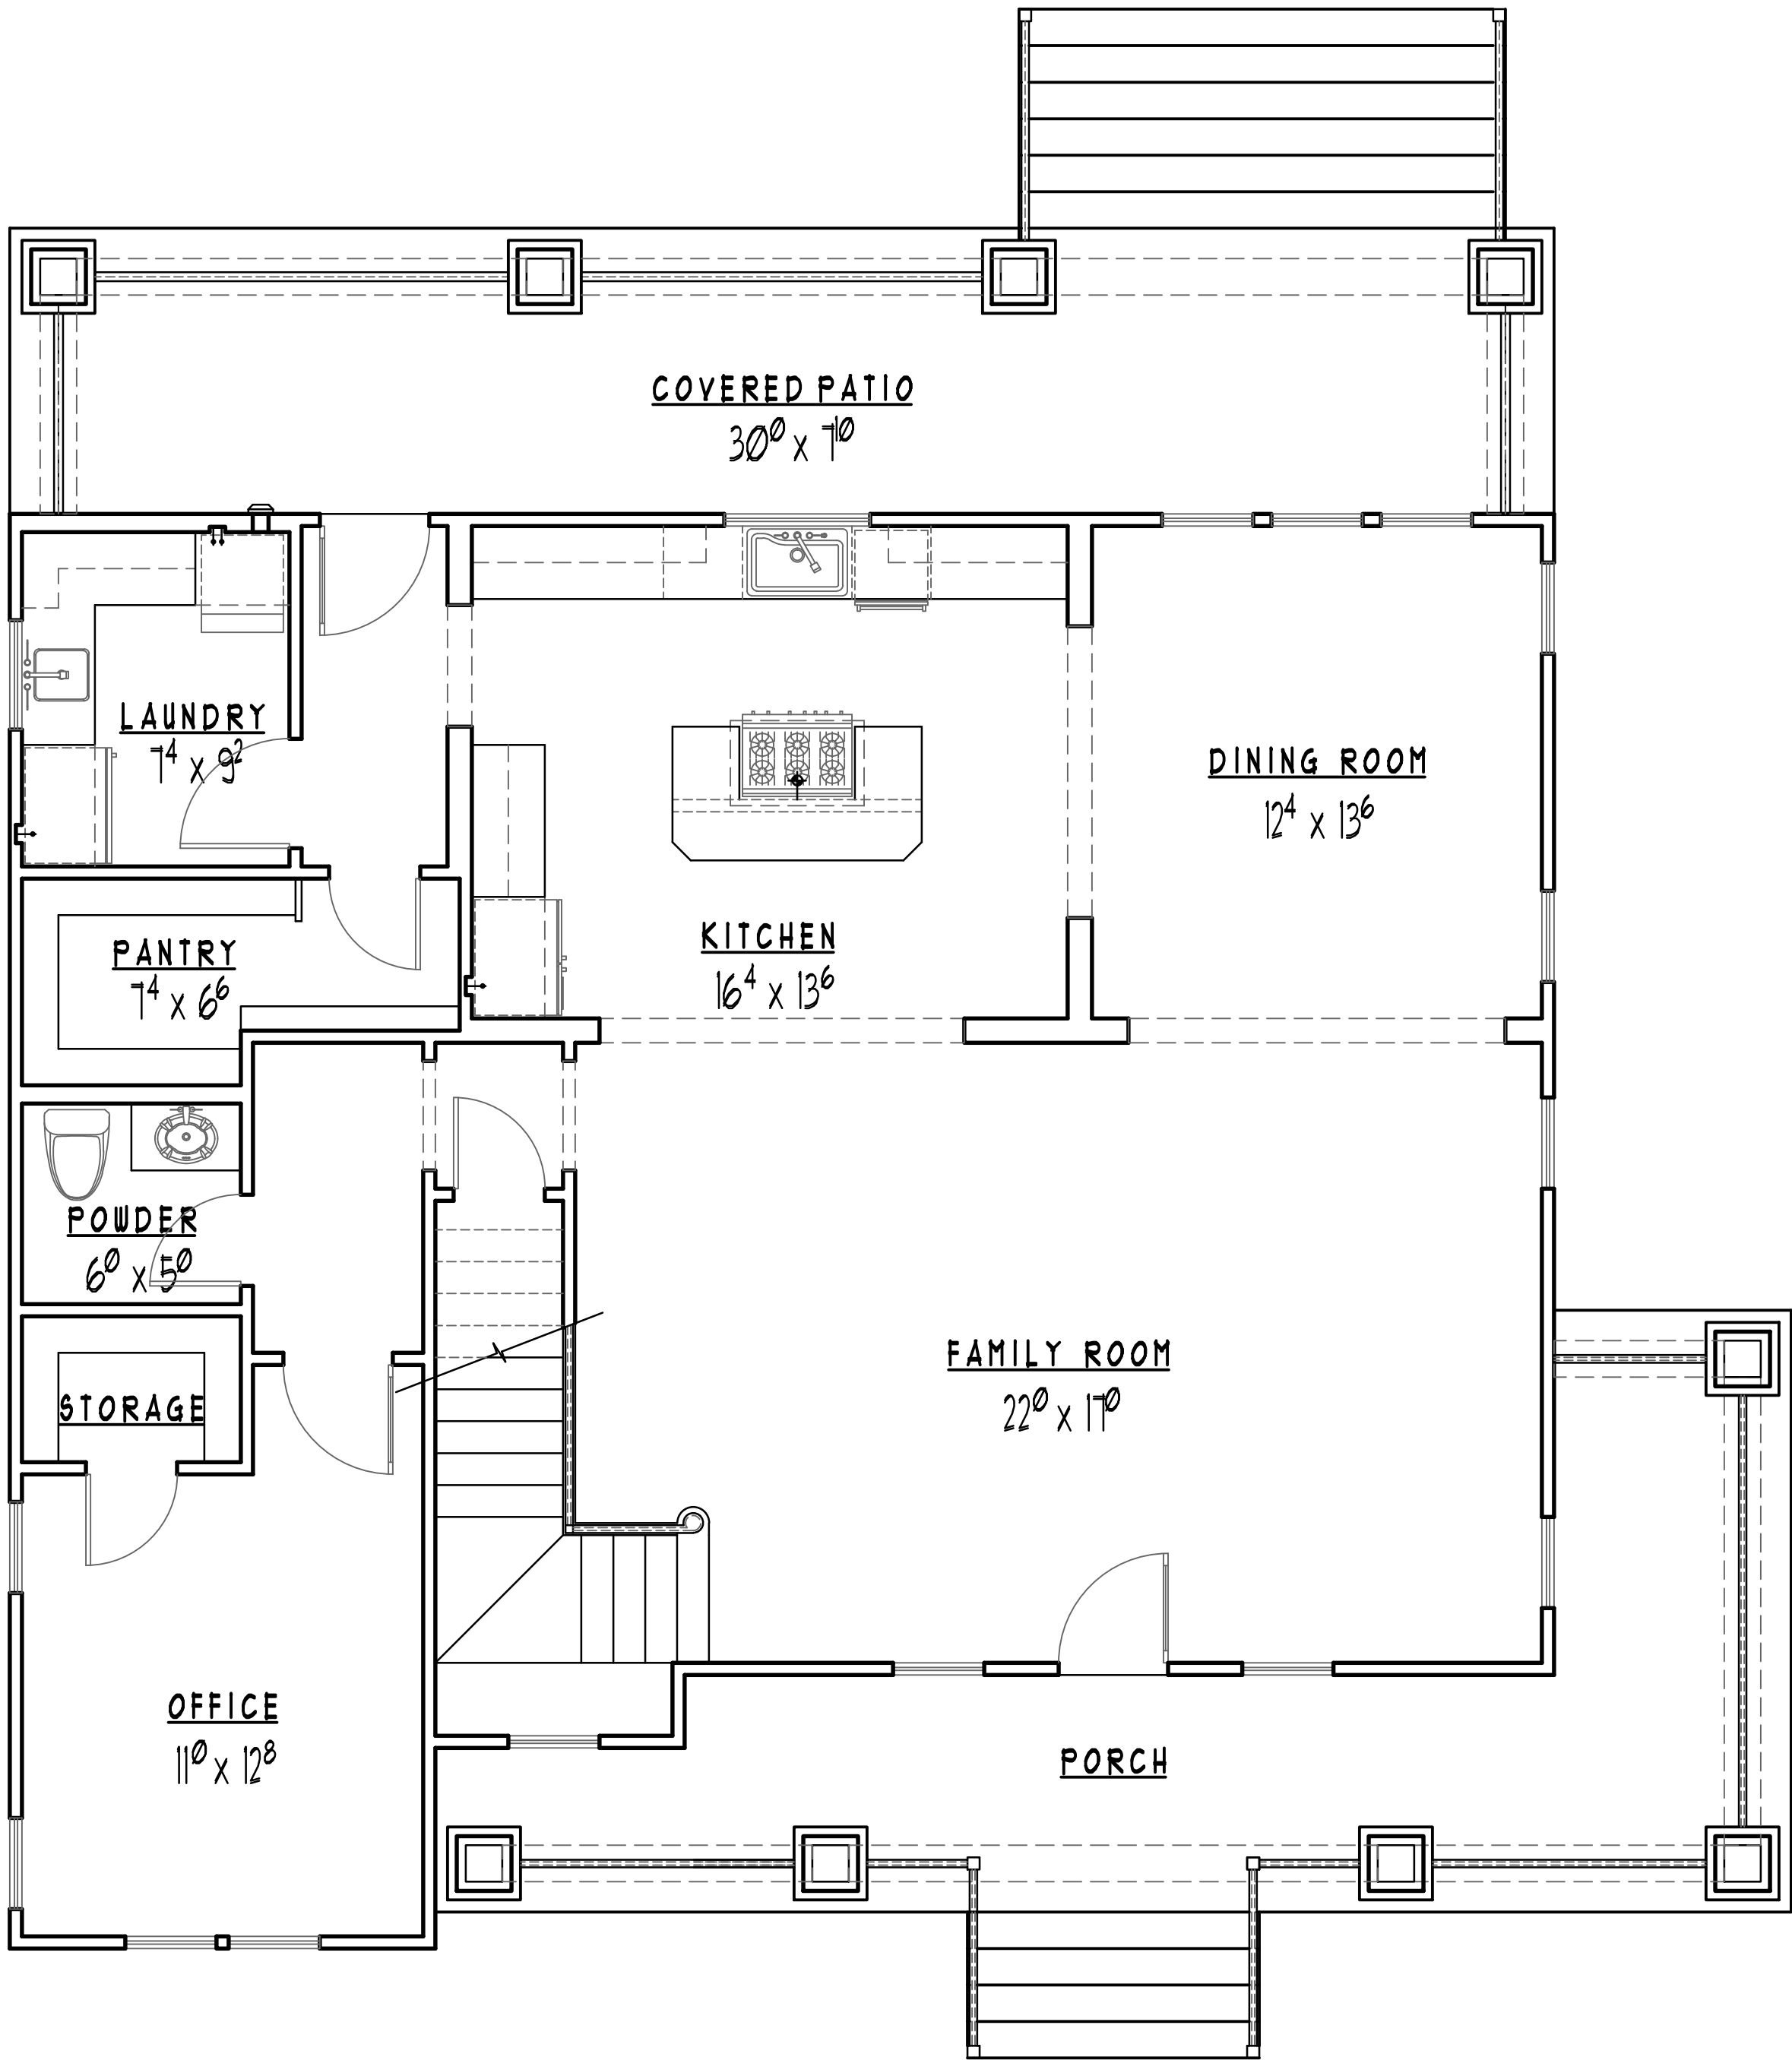 COVERED PATIO
30⁰ x 7¹⁰
LAUNDRY
7⁴ x 9²
DINING ROOM
12⁴ x 13⁶
KITCHEN
16⁴ x 13⁶
PANTRY
7⁴ x 6⁶
POWDER
6⁰ x 5⁰
FAMILY ROOM
22⁰ x 17⁰
STORAGE
OFFICE
11⁰ x 12⁸
PORCH